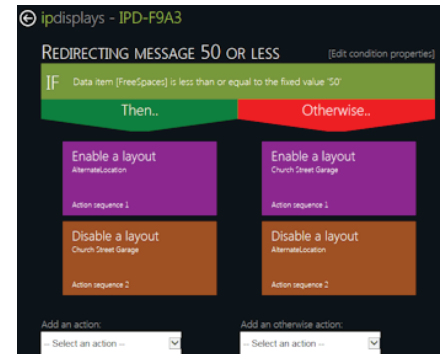 ipdisplays - IPD-F9A3
REDIRECTING MESSAGE 50 OR LESS
[Edit condition properties]
IF Data item [FreeSpaces] is less than or equal to the fixed value '50'
Then..
Otherwise..
Enable a layout
AlternateLocation
Action sequence 1
Enable a layout
Church Street Garage
Action sequence 1
Disable a layout
Church Street Garage
Action sequence 2
Disable a layout
AlternateLocation
Action sequence 2
Add an action:
-- Select an action --
Add an otherwise action:
-- Select an action --